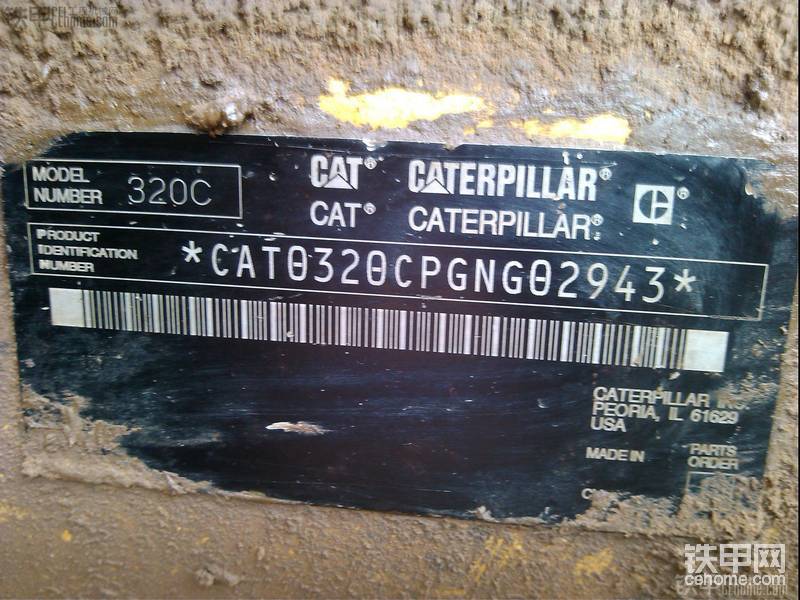 MODEL
NUMBER 320C
CAT® CATERPILLAR®
CAT® CATERPILLAR®
PRODUCT
IDENTIFICATION
NUMBER
*CAT0320CPGNG02943*
CATERPILLAR
PEORIA, IL 61629
USA
MADE IN
PARTS
ORDER
铁甲网
cehome.com